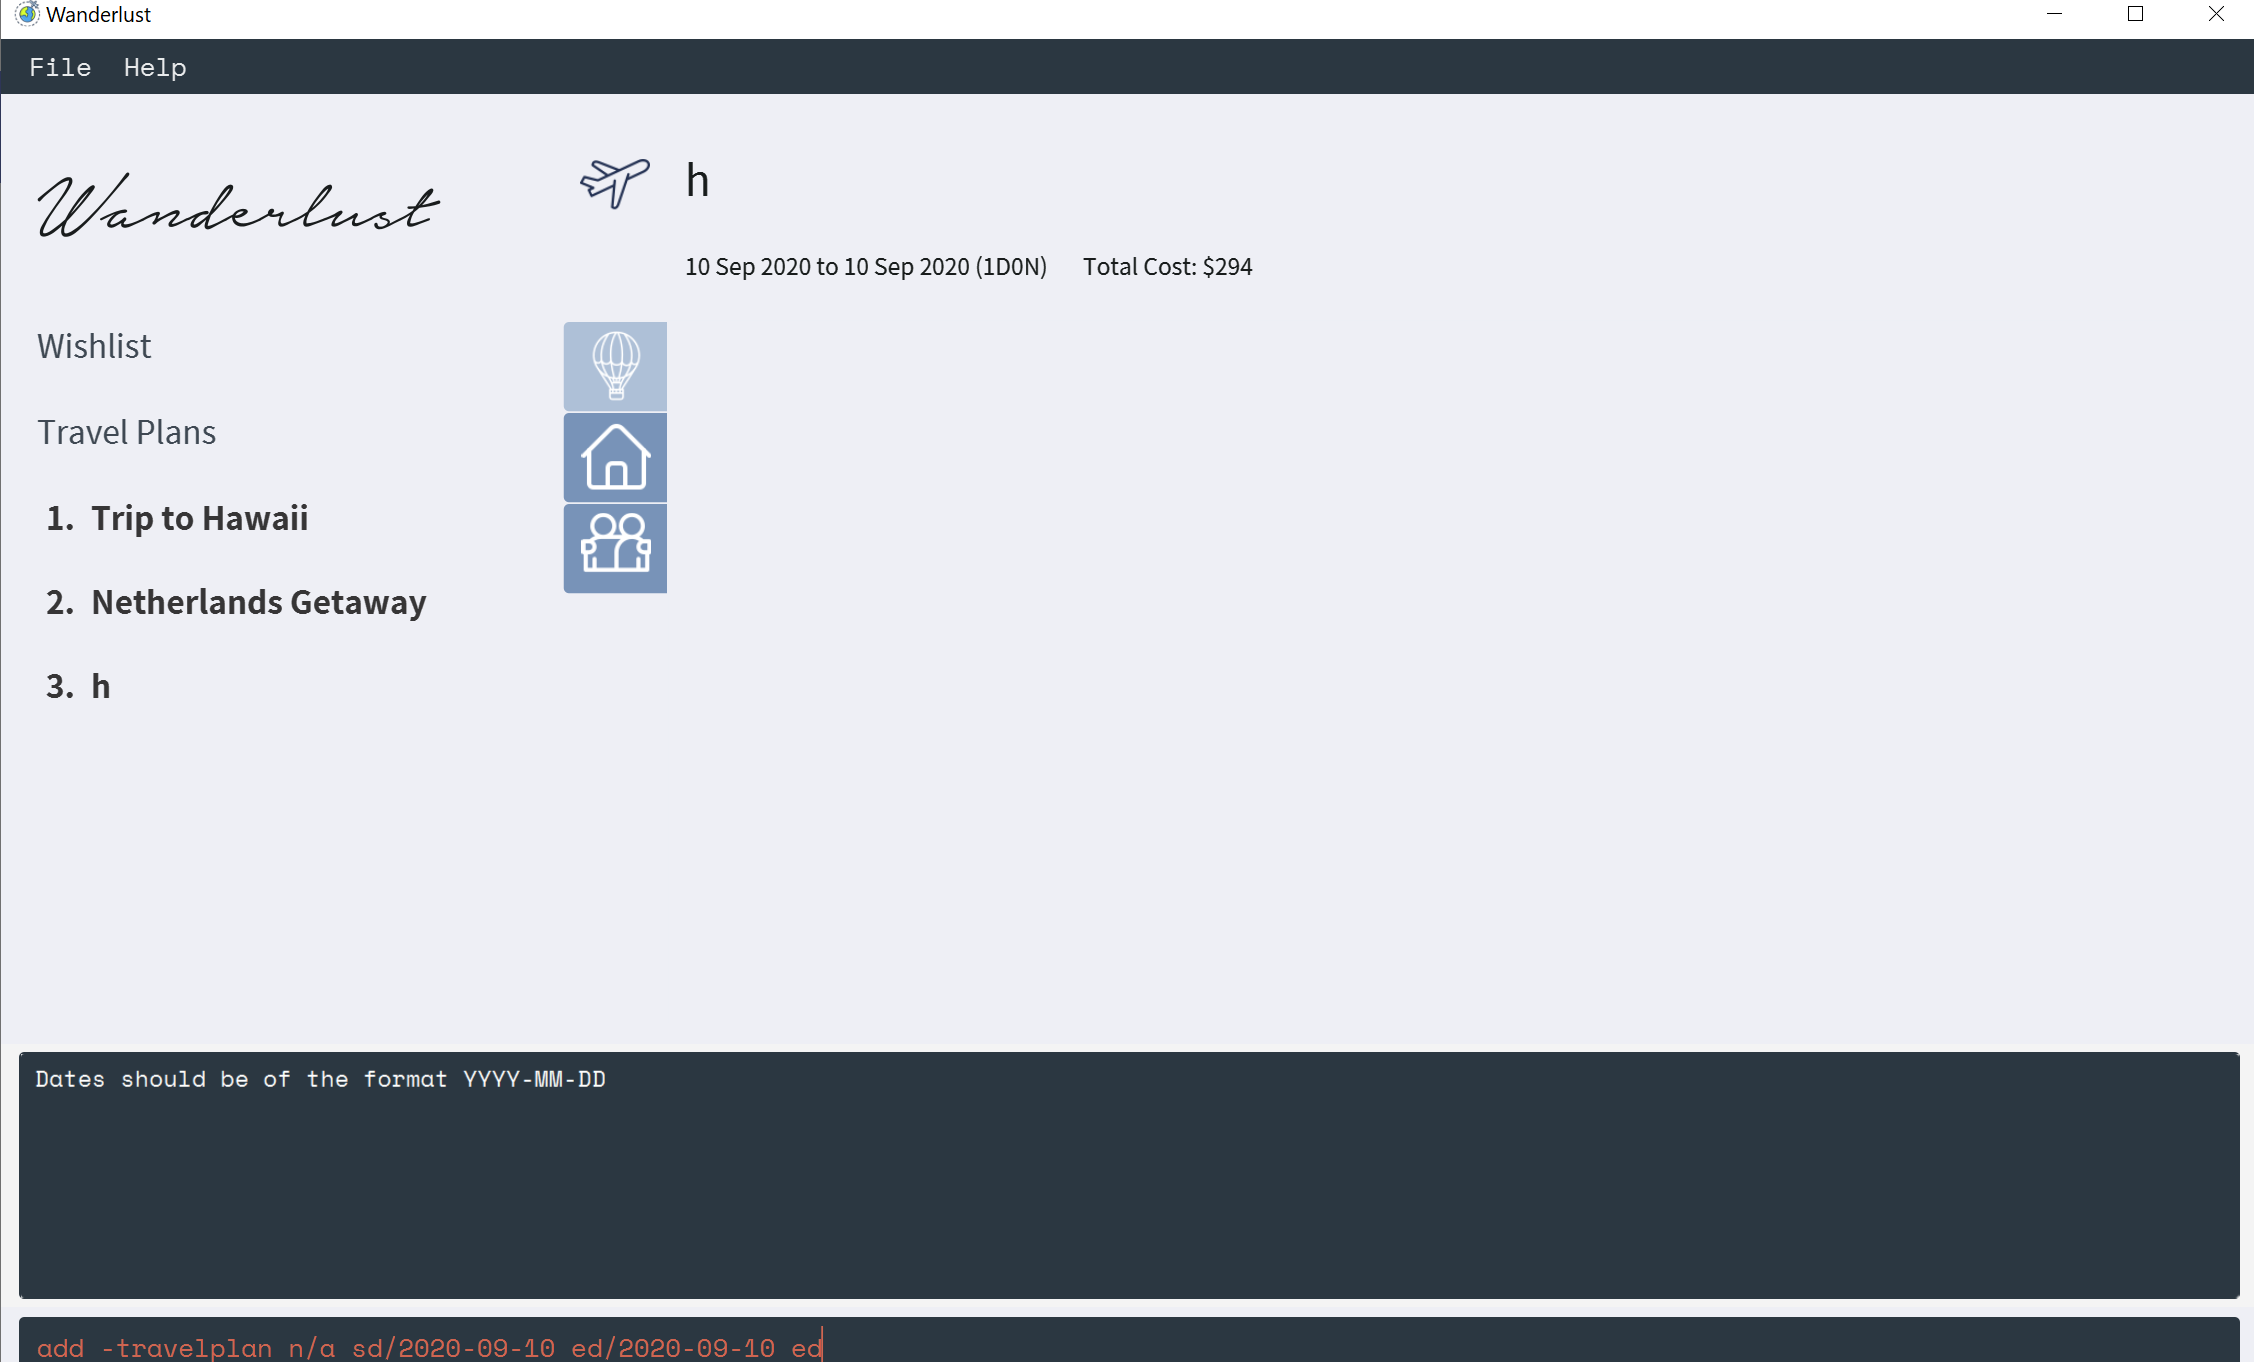 Wanderlust
File Help
Wanderlust
h
10 Sep 2020 to 10 Sep 2020 (1D0N) Total Cost: $294
Wishlist
Travel Plans
1. Trip to Hawaii
2. Netherlands Getaway
3. h
Dates should be of the format YYYY-MM-DD
add -travelplan n/a sd/2020-09-10 ed/2020-09-10 ed